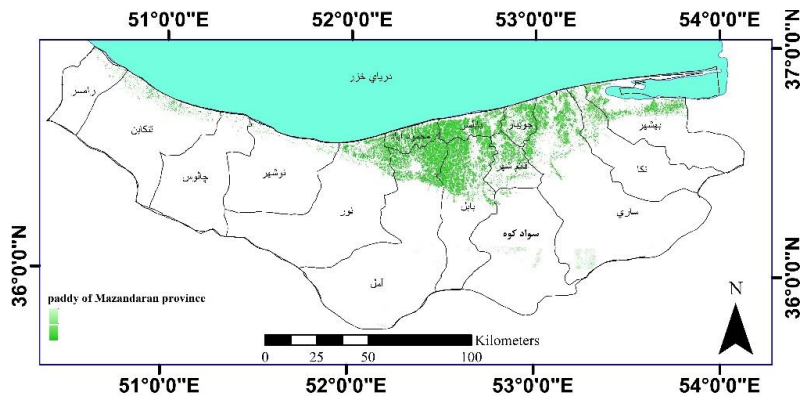 51°0'0"E 52°0'0"E 53°0'0"E 54°0'0"E
37°0'0"N
37°0'0"N
درياي خزر
رامسر
تنكابن
چالوس
نوشهر
نور
آمل
محمودآباد
بابل
جويبار
قائم شهر
سواد كوه
بهشهر
نكا
ساري
36°0'0"N
36°0'0"N
paddy of Mazandaran province
N
Kilometers
0 25 50 100
51°0'0"E 52°0'0"E 53°0'0"E 54°0'0"E